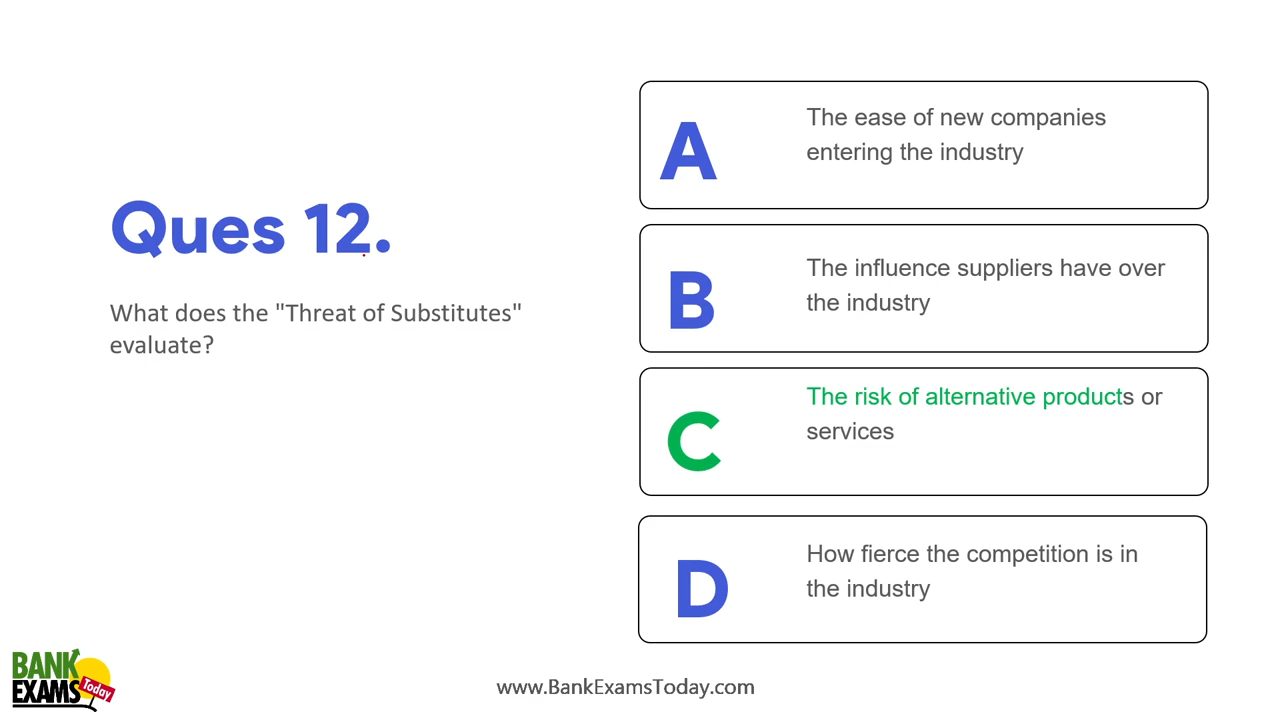 Ques 12.
What does the "Threat of Substitutes"
evaluate?
A
The ease of new companies
entering the industry
B
The influence suppliers have over
the industry
C
The risk of alternative products or
services
D
How fierce the competition is in
the industry
BANK
EXAMS
Today
www.BankExamsToday.com